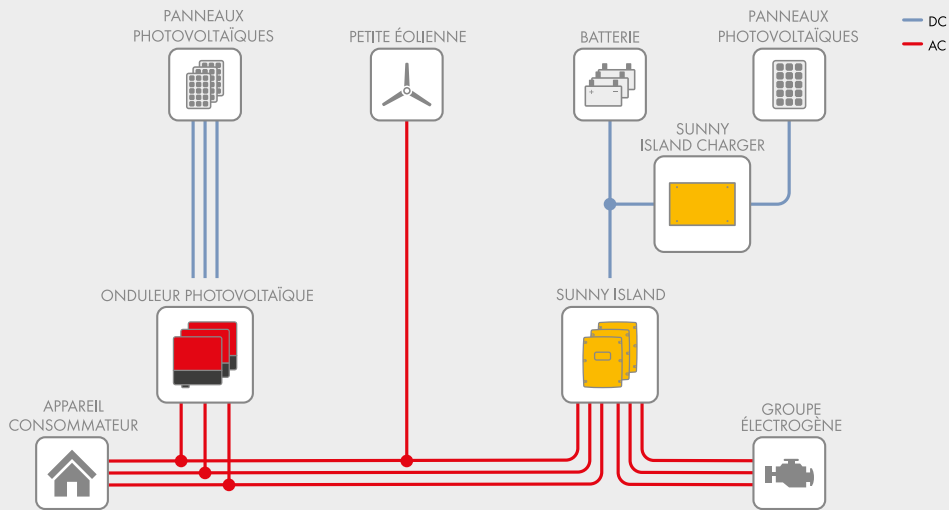 PANNEAUX
PHOTOVOLTAÏQUES
PETITE ÉOLIENNE
BATTERIE
PANNEAUX
PHOTOVOLTAÏQUES
DC
AC
SUNNY
ISLAND CHARGER
ONDULEUR PHOTOVOLTAÏQUE
SUNNY ISLAND
APPAREIL
CONSOMMATEUR
GROUPE
ÉLECTROGÈNE